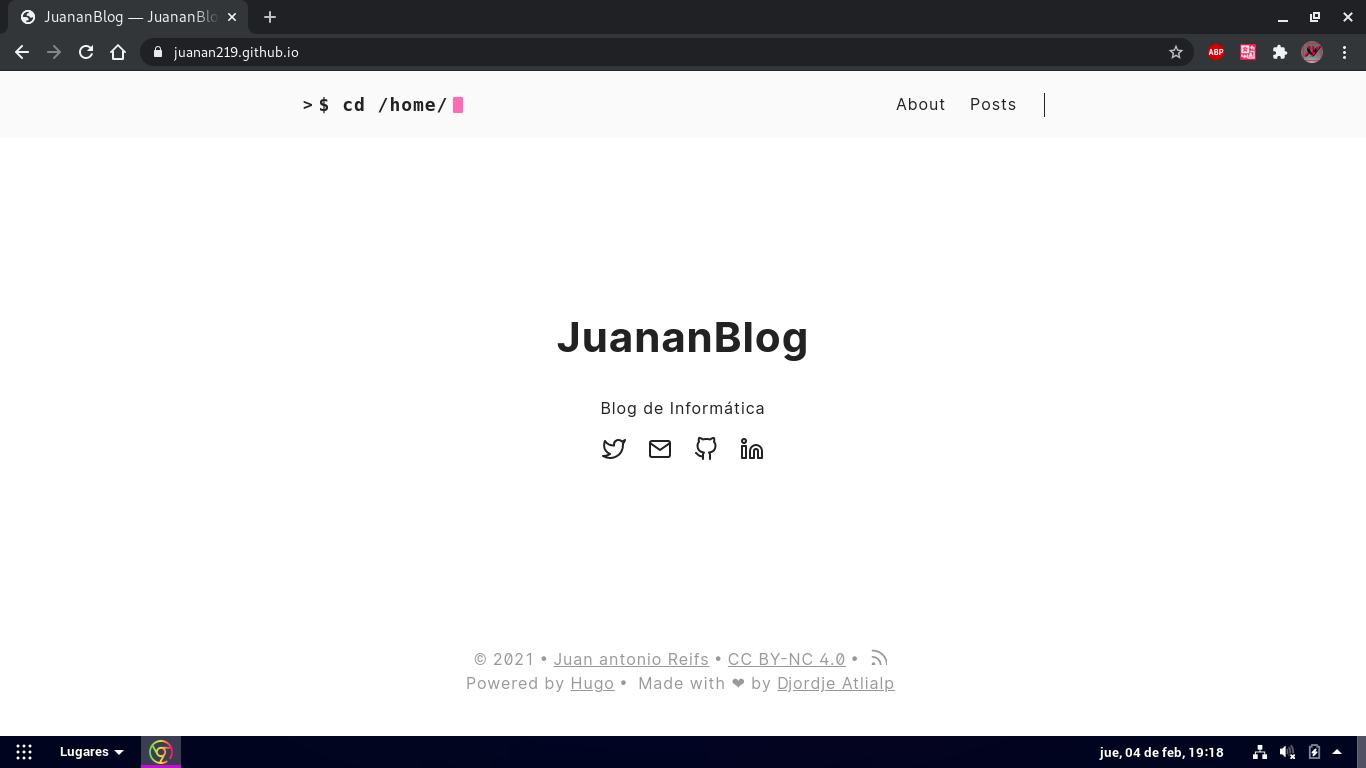 JuananBlog — JuananBlo
juanan219.github.io
ABP
> $ cd /home/
About Posts
JuananBlog
Blog de Informática
© 2021 • Juan antonio Reifs • CC BY-NC 4.0 •
Powered by Hugo • Made with ❤ by Djordje Atlialp
Lugares
jue, 04 de feb, 19:18